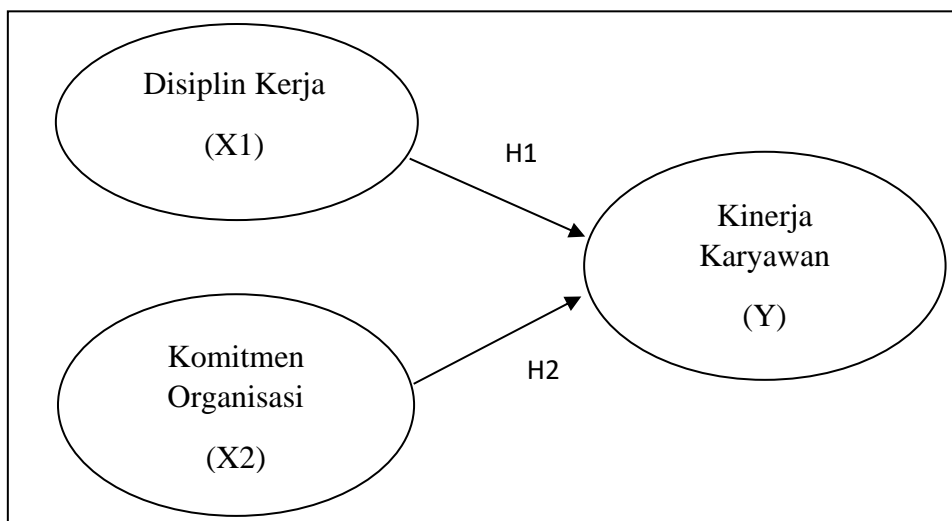 Disiplin Kerja
(X1)
H1
Kinerja
Karyawan
(Y)
Komitmen
Organisasi
(X2)
H2